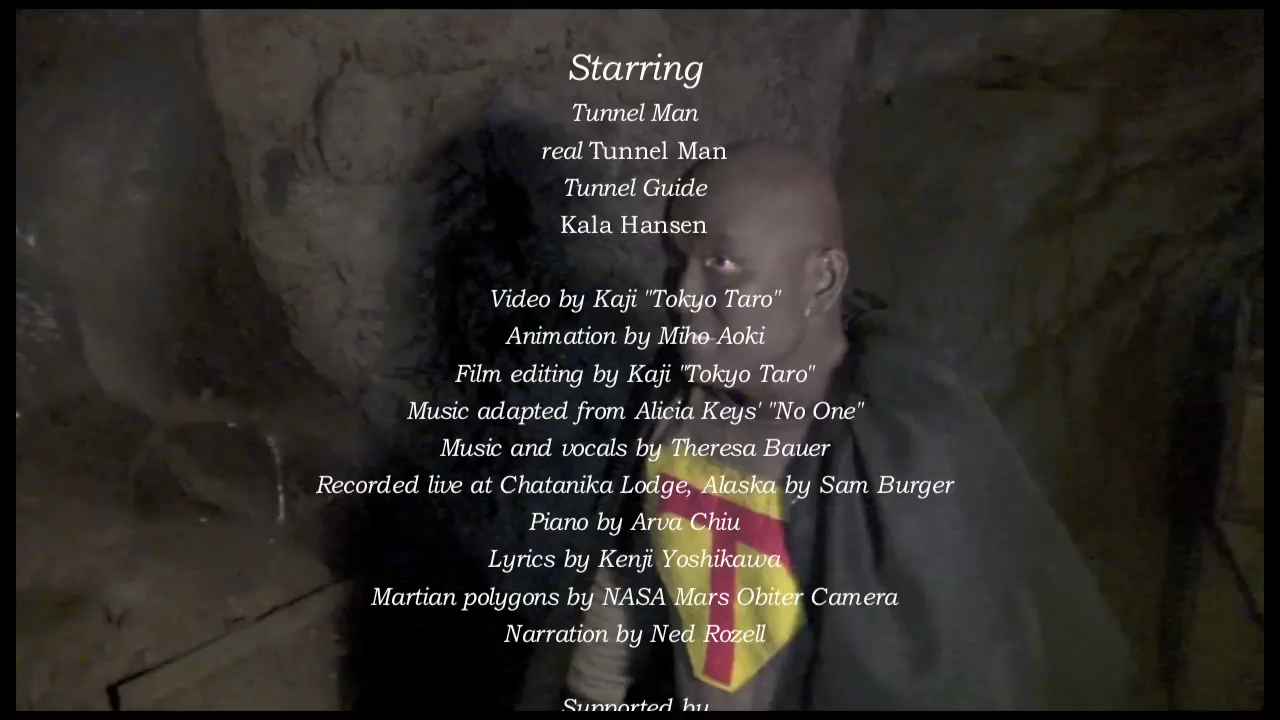 Starring
Tunnel Man
real Tunnel Man
Tunnel Guide
Kala Hansen
Video by Kaji "Tokyo Taro"
Animation by Miho Aoki
Film editing by Kaji "Tokyo Taro"
Music adapted from Alicia Keys' "No One"
Music and vocals by Theresa Bauer
Recorded live at Chatanika Lodge, Alaska by Sam Burger
Piano by Arva Chiu
Lyrics by Kenji Yoshikawa
Martian polygons by NASA Mars Obiter Camera
Narration by Ned Rozell
Supported by
T